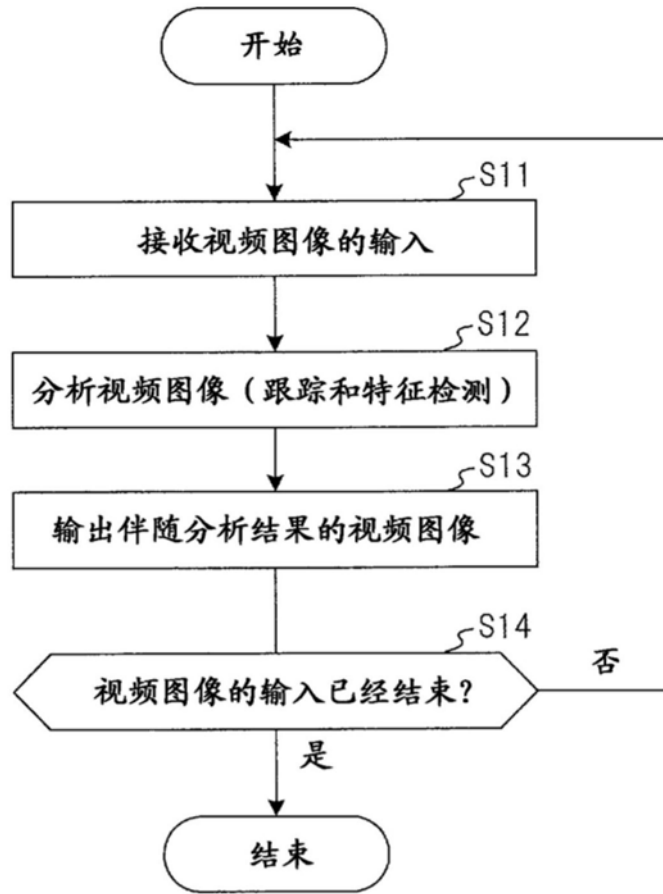 开始
S11
接收视频图像的输入
S12
分析视频图像（跟踪和特征检测）
S13
输出伴随分析结果的视频图像
S14
视频图像的输入已经结束?
否
是
结束